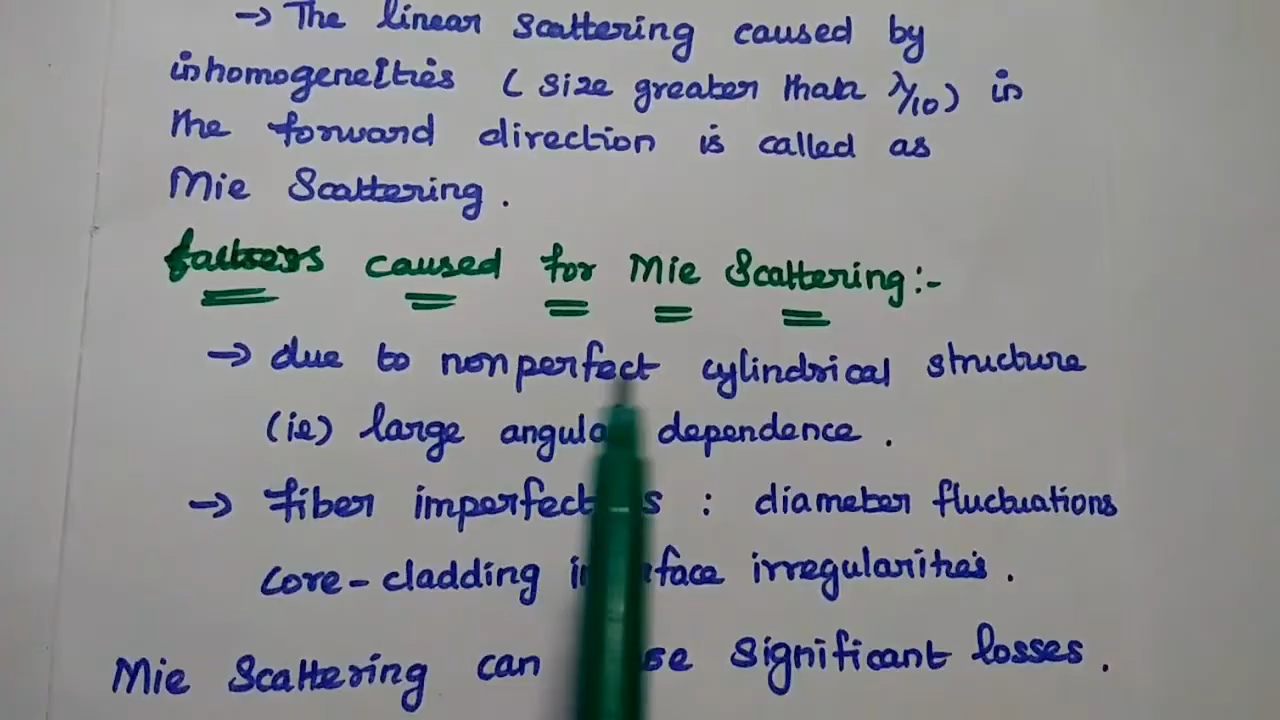 → The linear scattering caused by
inhomogeneities (size greater than λ/10) in
the forward direction is called as
Mie Scattering.
factors caused for Mie Scattering:-
→ due to nonperfect cylindrical structure
(ie) large angula dependence.
→ fiber imperfect s : diameter fluctuations
core-cladding face irregularities.
Mie Scattering can se significant losses.